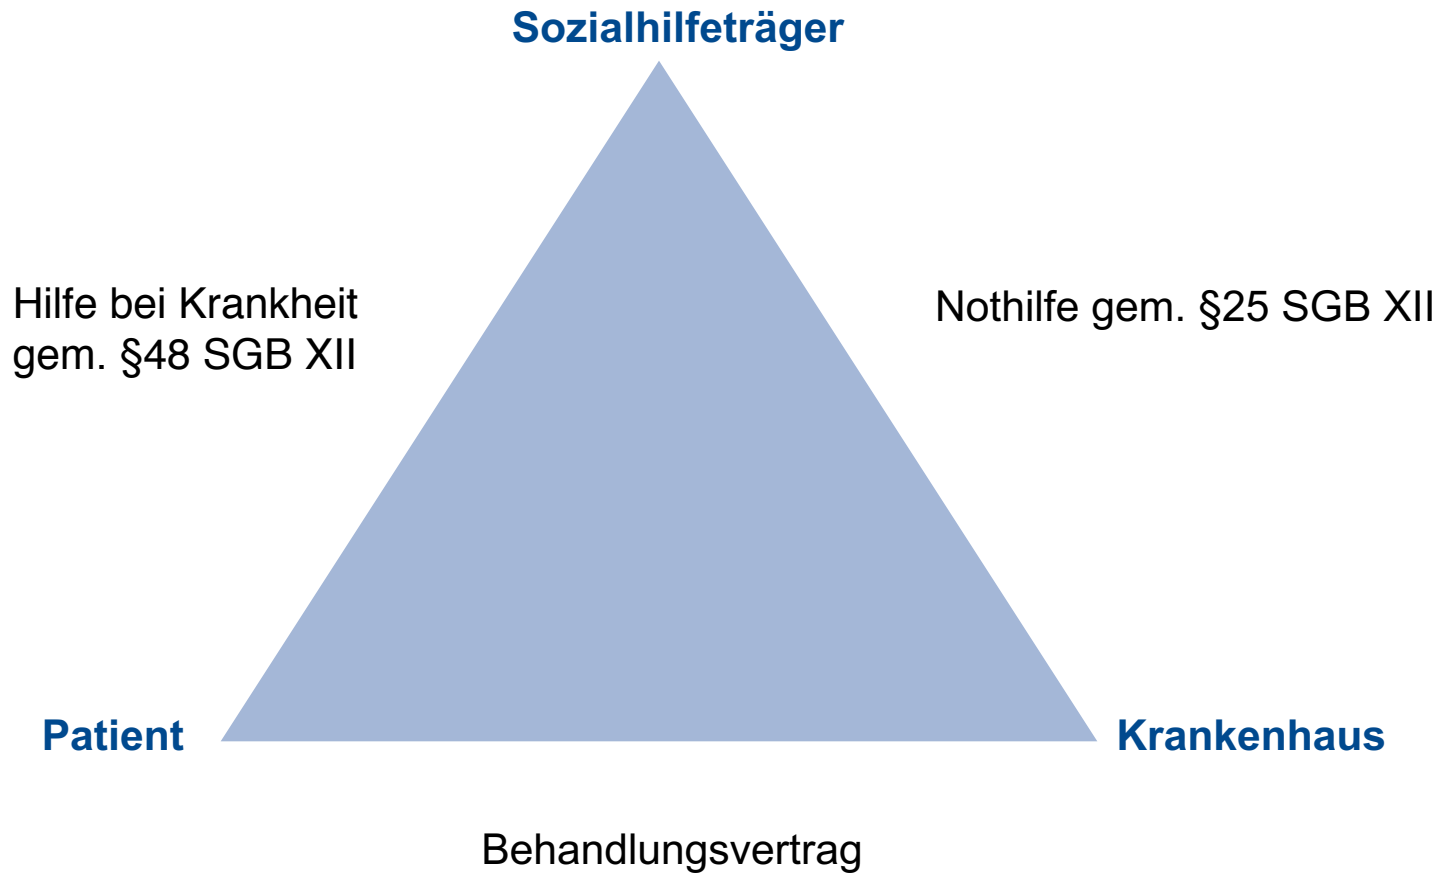 Sozialhilfeträger
Hilfe bei Krankheit
gem. §48 SGB XII
Nothilfe gem. §25 SGB XII
Patient
Krankenhaus
Behandlungsvertrag